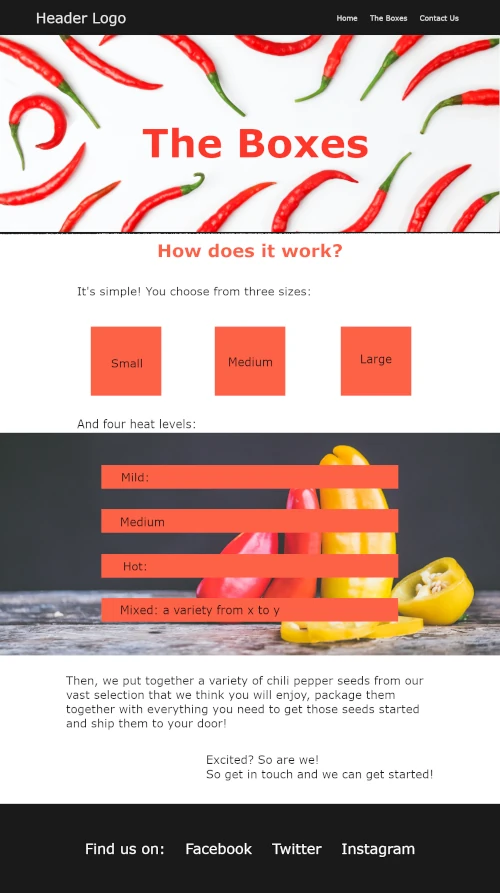 Header Logo
Home The Boxes Contact Us
The Boxes
How does it work?
It's simple! You choose from three sizes:
Small
Medium
Large
And four heat levels:
Mild:
Medium
Hot:
Mixed: a variety from x to y
Then, we put together a variety of chili pepper seeds from our
vast selection that we think you will enjoy, package them
together with everything you need to get those seeds started
and ship them to your door!
Excited? So are we!
So get in touch and we can get started!
Find us on: Facebook Twitter Instagram